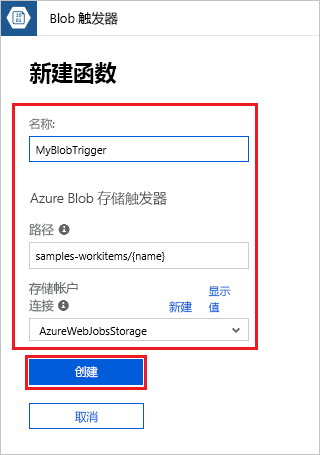 Blob 触发器
新建函数
名称:
MyBlobTrigger
Azure Blob 存储触发器
路径
samples-workitems/{name}
存储帐户
连接
新建
显示
值
AzureWebJobsStorage
创建
取消